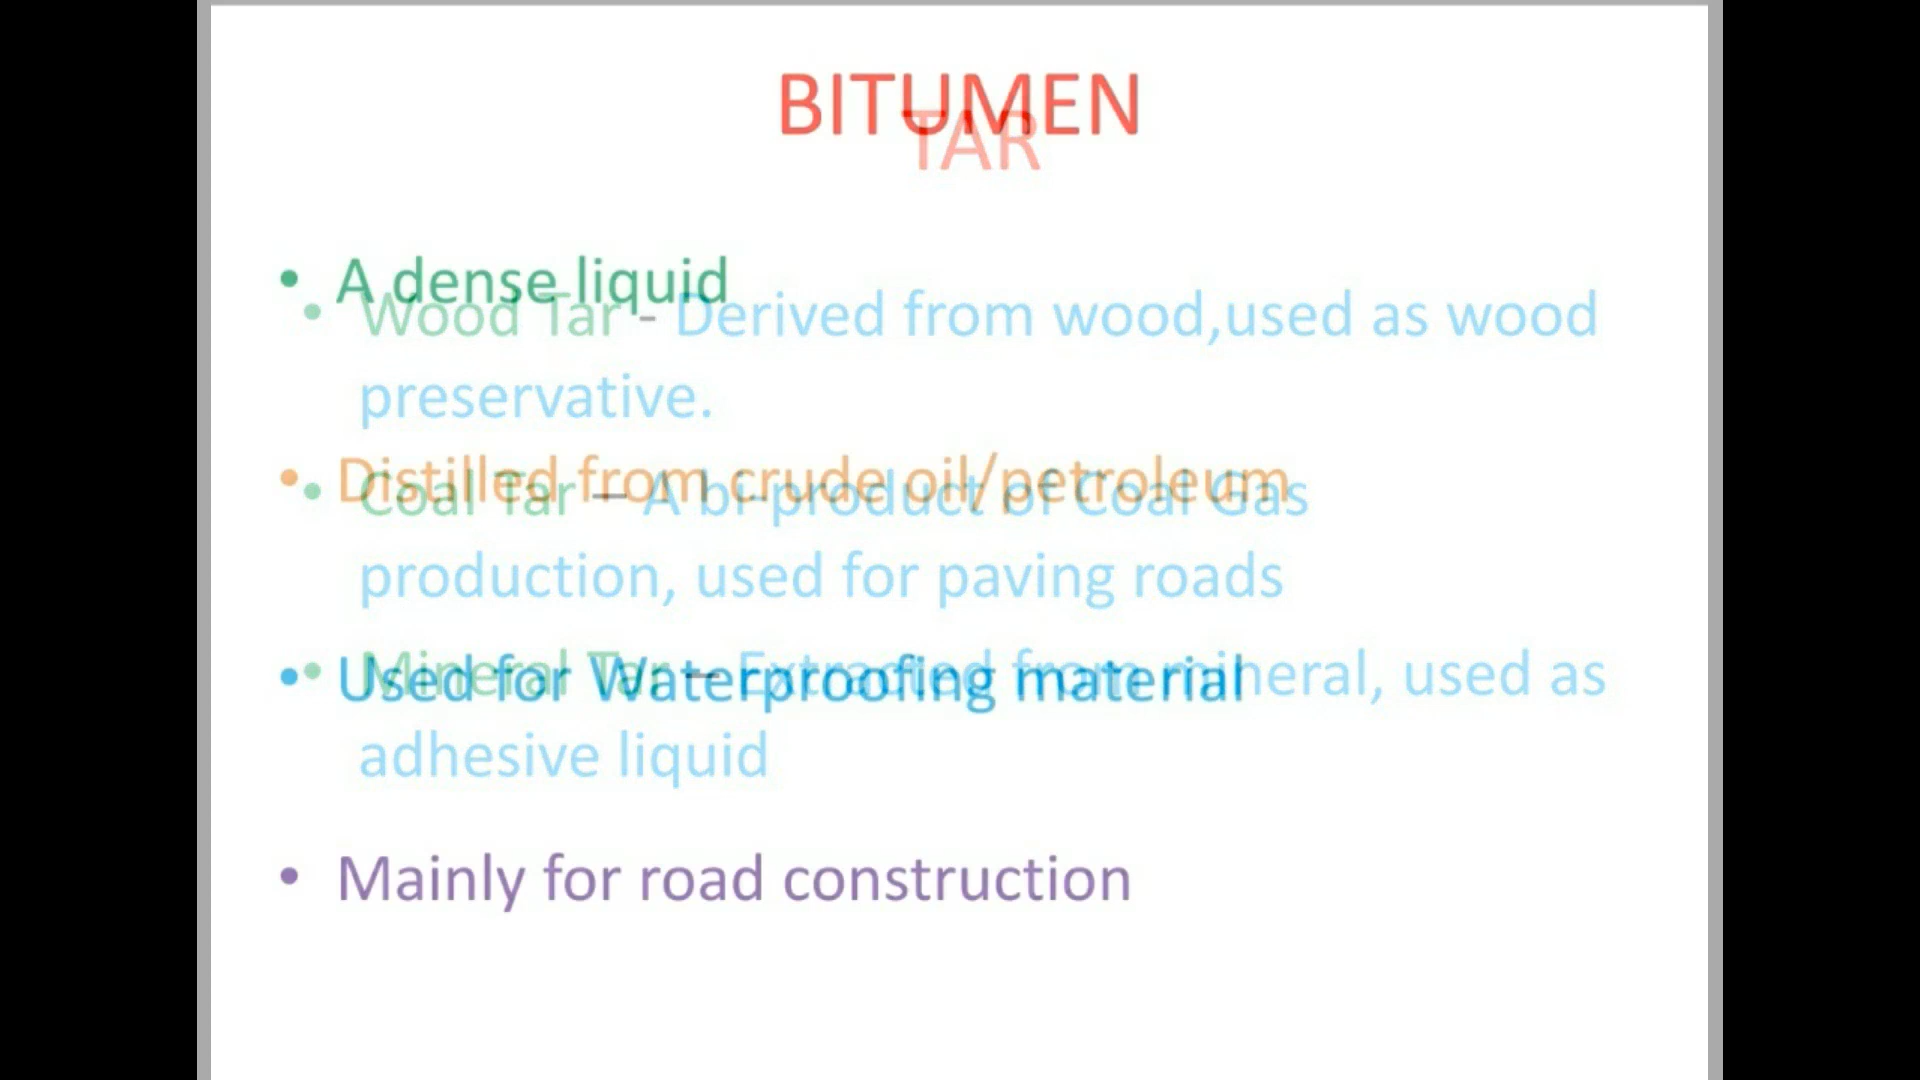 BITUMEN
TAR
• A dense liquid
• Wood Tar - Derived from wood,used as wood
preservative.
• Distilled from crude oil/petroleum
• Coal Tar – A bi-product of Coal Gas
production, used for paving roads
• Used for Waterproofing material
• Mineral Tar – Extracted from mineral, used as
adhesive liquid
• Mainly for road construction